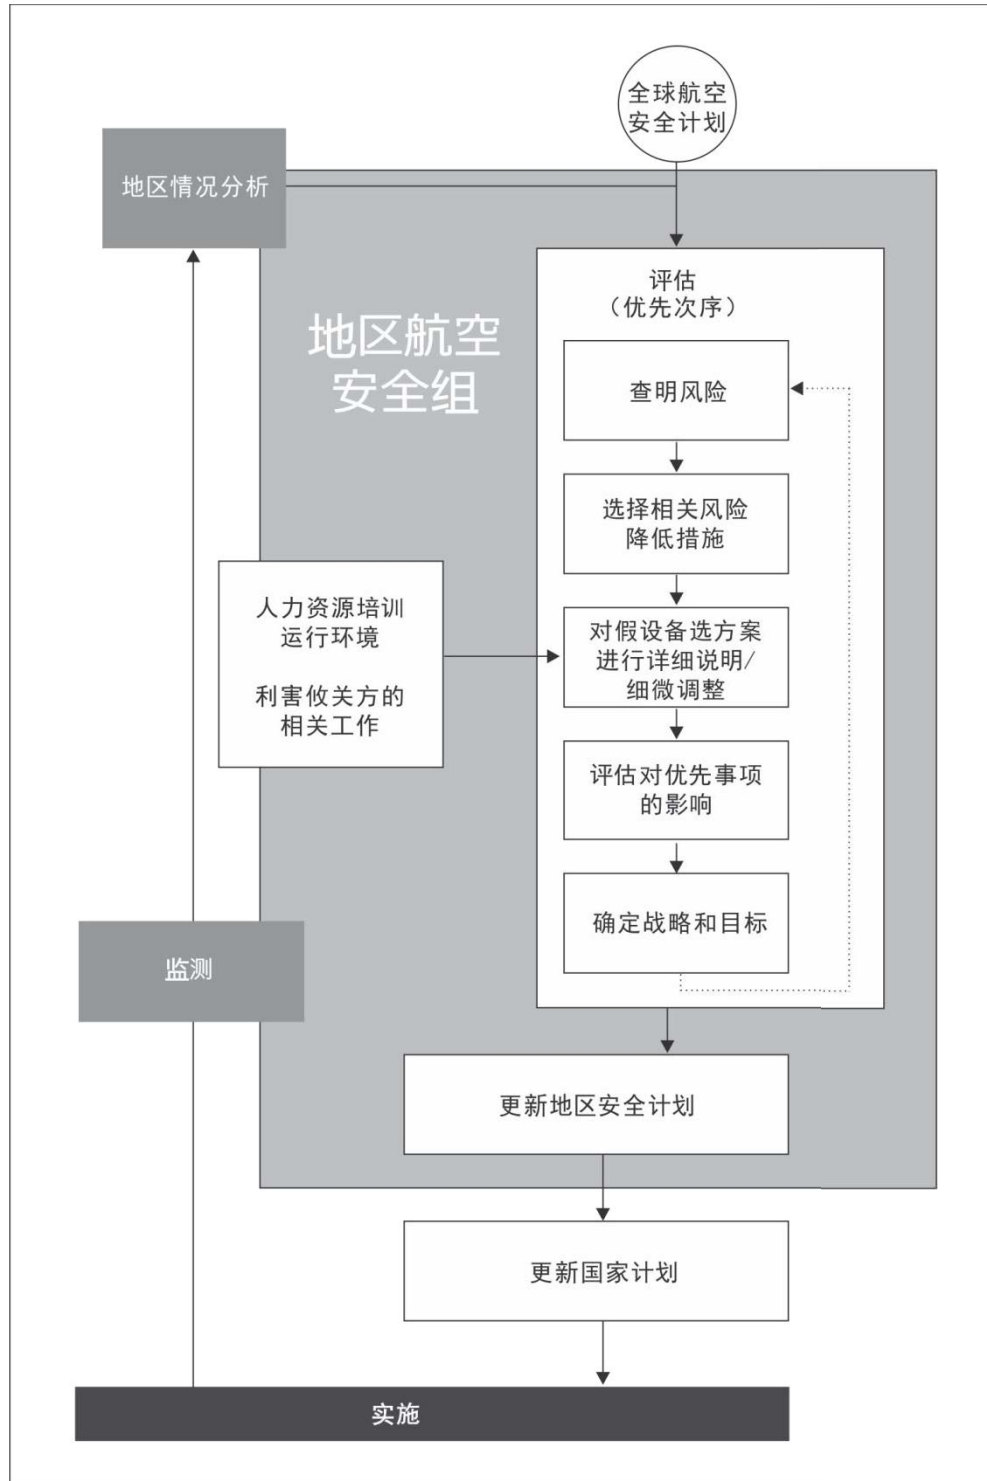 全球航空
安全计划
地区情况分析
评估
（优先次序）
地区航空
安全组
查明风险
选择相关风险
降低措施
人力资源培训
运行环境
利害攸关方的
相关工作
对假设备选方案
进行详细说明/
细微调整
评估对优先事项
的影响
确定战略和目标
监测
更新地区安全计划
更新国家计划
实施